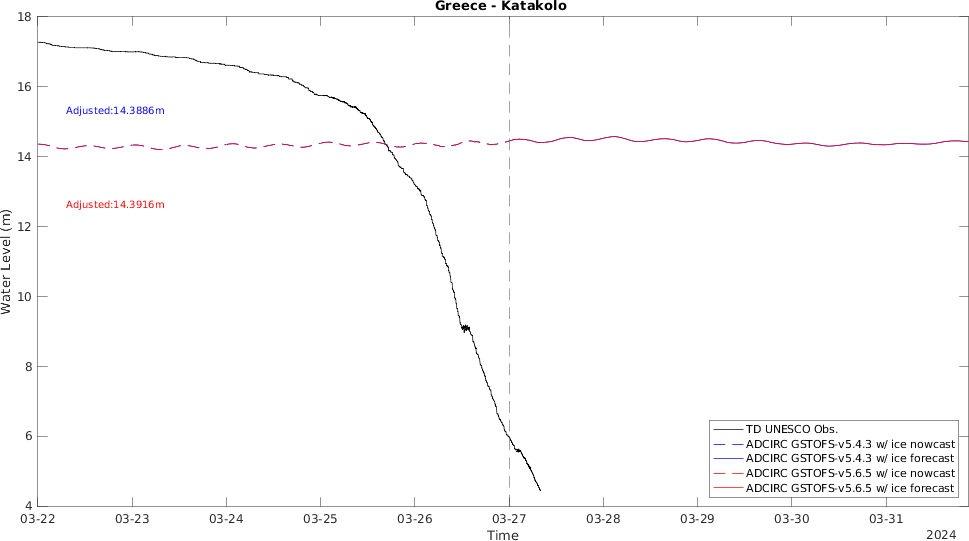 Greece - Katakolo
18
16
14
12
10
8
6
4
Water Level (m)
Adjusted:14.3886m
Adjusted:14.3916m
TD UNESCO Obs.
ADCIRC GSTOFS-v5.4.3 w/ ice nowcast
ADCIRC GSTOFS-v5.4.3 w/ ice forecast
ADCIRC GSTOFS-v5.6.5 w/ ice nowcast
ADCIRC GSTOFS-v5.6.5 w/ ice forecast
03-22 03-23 03-24 03-25 03-26 03-27 03-28 03-29 03-30 03-31
Time
2024